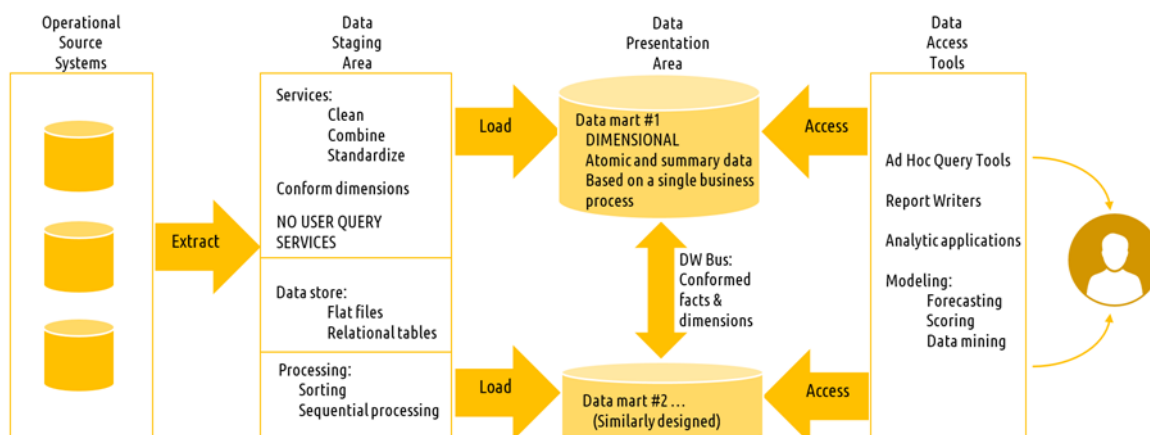 Operational
Source
Systems
Data
Staging
Area
Data
Presentation
Area
Data
Access
Tools
Extract
Services:
Clean
Combine
Standardize
Conform dimensions
NO USER QUERY
SERVICES
Data store:
Flat files
Relational tables
Processing:
Sorting
Sequential processing
Load
Load
Data mart #1
DIMENSIONAL
Atomic and summary data
Based on a single business
process
DW Bus:
Conformed
facts &
dimensions
Data mart #2 ...
(Similarly designed)
Access
Access
Ad Hoc Query Tools
Report Writers
Analytic applications
Modeling:
Forecasting
Scoring
Data mining